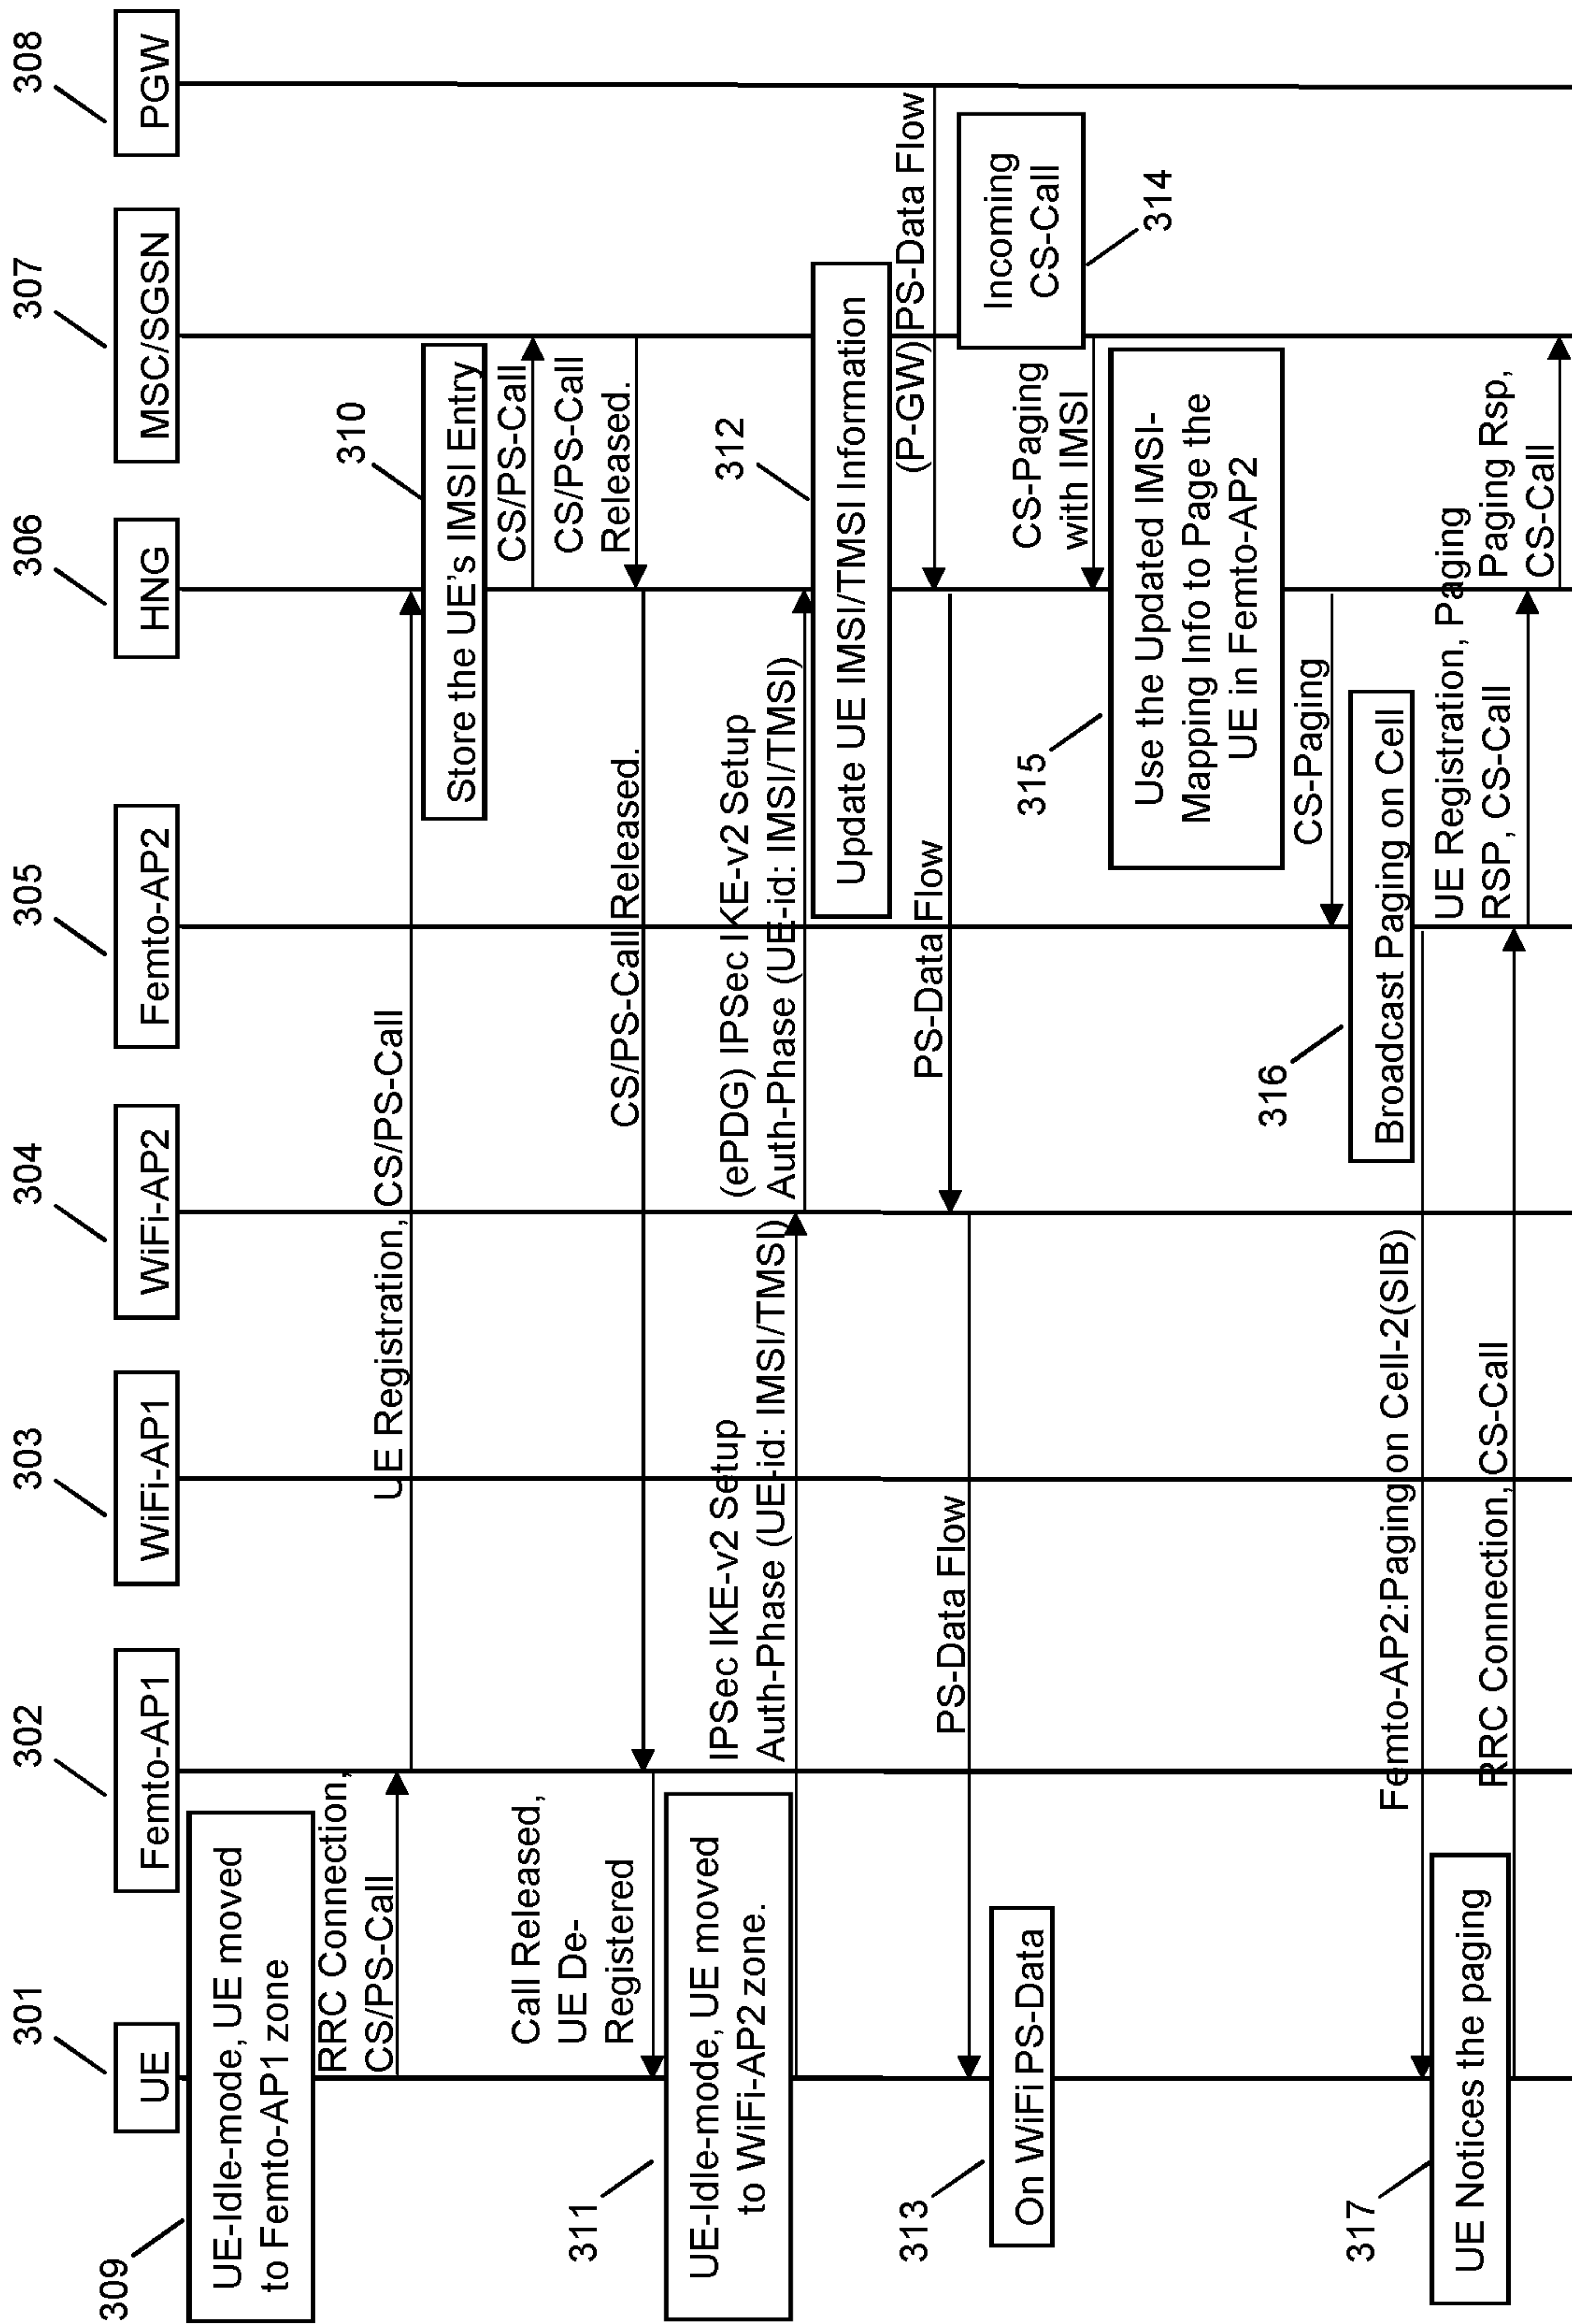 301
302
303
304
305
306
307
308
UE
Femto-AP1
WiFi-AP1
WiFi-AP2
Femto-AP2
HNG
MSC/SGSN
PGW
309
UE-Idle-mode, UE moved
to Femto-AP1 zone
RRC Connection,
CS/PS-Call
UE Registration, CS/PS-Call
310
Store the UE's IMSI Entry
CS/PS-Call
CS/PS-Call
Released.
CS/PS-Call Released.
Call Released,
UE De-
Registered
311
UE-Idle-mode, UE moved
to WiFi-AP2 zone.
IPSec IKE-v2 Setup
Auth-Phase (UE-id: IMSI/TMSI)
(ePDG) IPSec IKE-v2 Setup
Auth-Phase (UE-id: IMSI/TMSI)
312
Update UE IMSI/TMSI Information
(P-GW) PS-Data Flow
PS-Data Flow
PS-Data Flow
313
On WiFi PS-Data
Incoming
CS-Call
314
CS-Paging
with IMSI
315
Use the Updated IMSI-
Mapping Info to Page the
UE in Femto-AP2
CS-Paging
316
Broadcast Paging on Cell
Femto-AP2:Paging on Cell-2(SIB)
317
UE Notices the paging
RRC Connection, CS-Call
UE Registration, Paging
RSP, CS-Call
Paging Rsp,
CS-Call